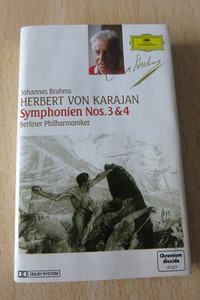 Johannes Brahms
HERBERT VON KARAJAN
Symphonien Nos. 3 & 4
Berliner Philharmoniker
DOLBY SYSTEM
Chromium
dioxide